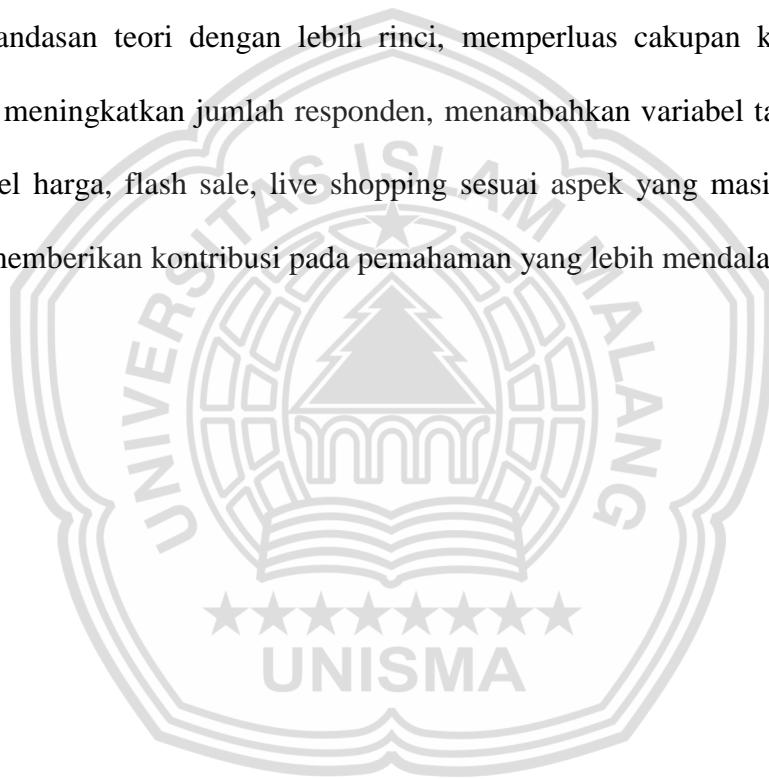 andasan teori dengan lebih rinci, memperluas cakupan
meningkatkan jumlah responden, menambahkan variabel
el harga, flash sale, live shopping sesuai aspek yang masi
memberikan kontribusi pada pemahaman yang lebih mendala
UNIVERSITAS ISLAM MALANG
UNISMA